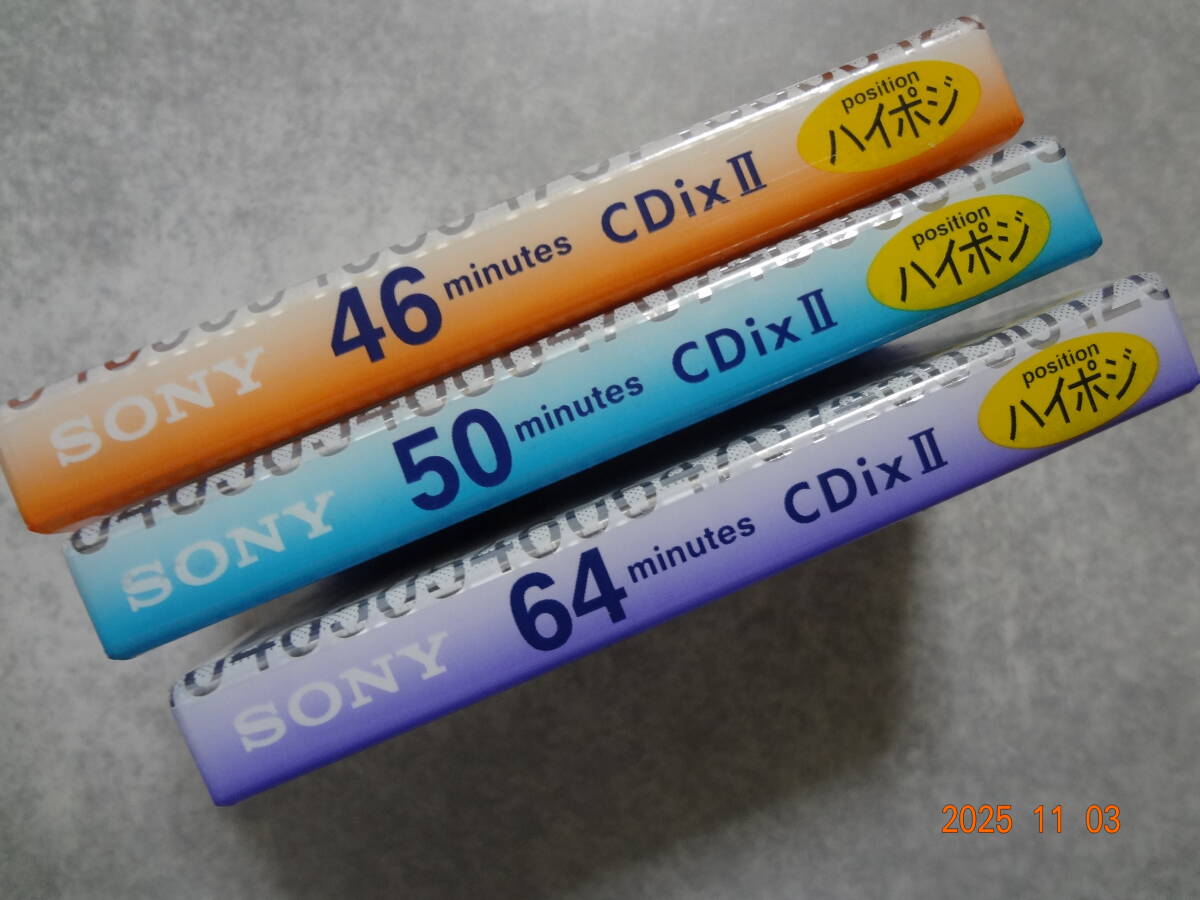 SONY 46 minutes CDix II position ハイポジ
SONY 50 minutes CDix II position ハイポジ
SONY 64 minutes CDix II position ハイポジ
2025 11 03